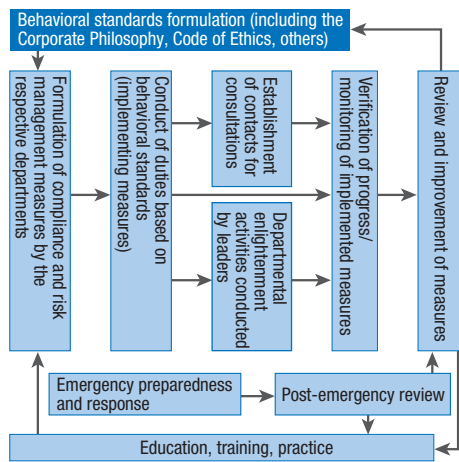 Behavioral standards formulation (including the
Corporate Philosophy, Code of Ethics, others)
Formulation of compliance and risk
management measures by the
respective departments
Conduct of duties based on
behavioral standards
(implementing measures)
Establishment
of contacts for
consultations
Departmental
enlightenment
activities conducted
by leaders
Verification of progress/
monitoring of implemented measures
Review and improvement of measures
Emergency preparedness
and response
Post-emergency review
Education, training, practice